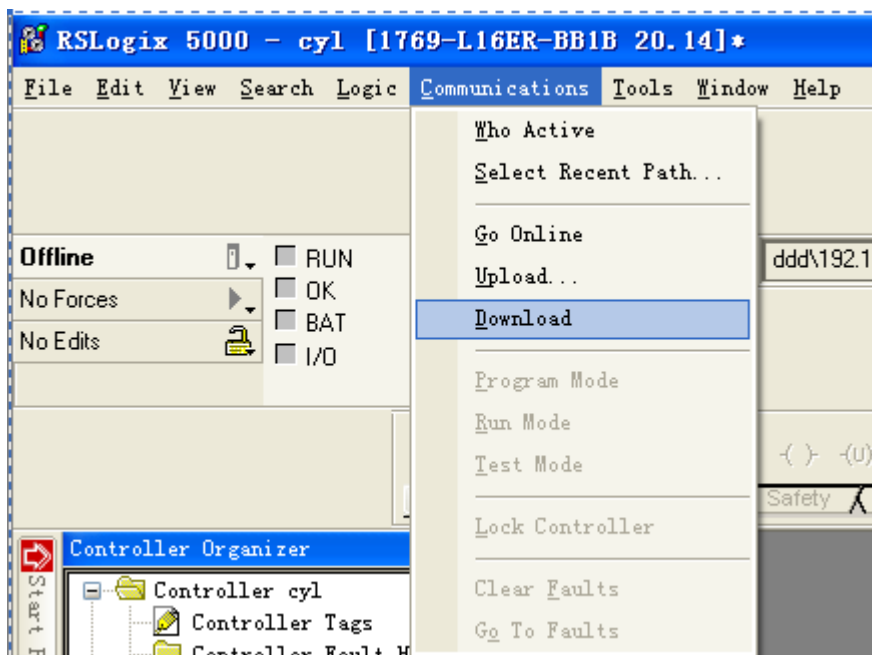 RSLogix 5000 - cyl [1769-L16ER-BB1B 20.14]*
File Edit View Search Logic Communications Tools Window Help
Who Active
Select Recent Path...
Go Online
Upload...
Download
Program Mode
Run Mode
Test Mode
Lock Controller
Clear Faults
Go To Faults
Offline
No Forces
No Edits
RUN
OK
BAT
I/O
ddd\192.1
(U)
Safety
Controller Organizer
Start
Controller cyl
Controller Tags
Controller Fault H